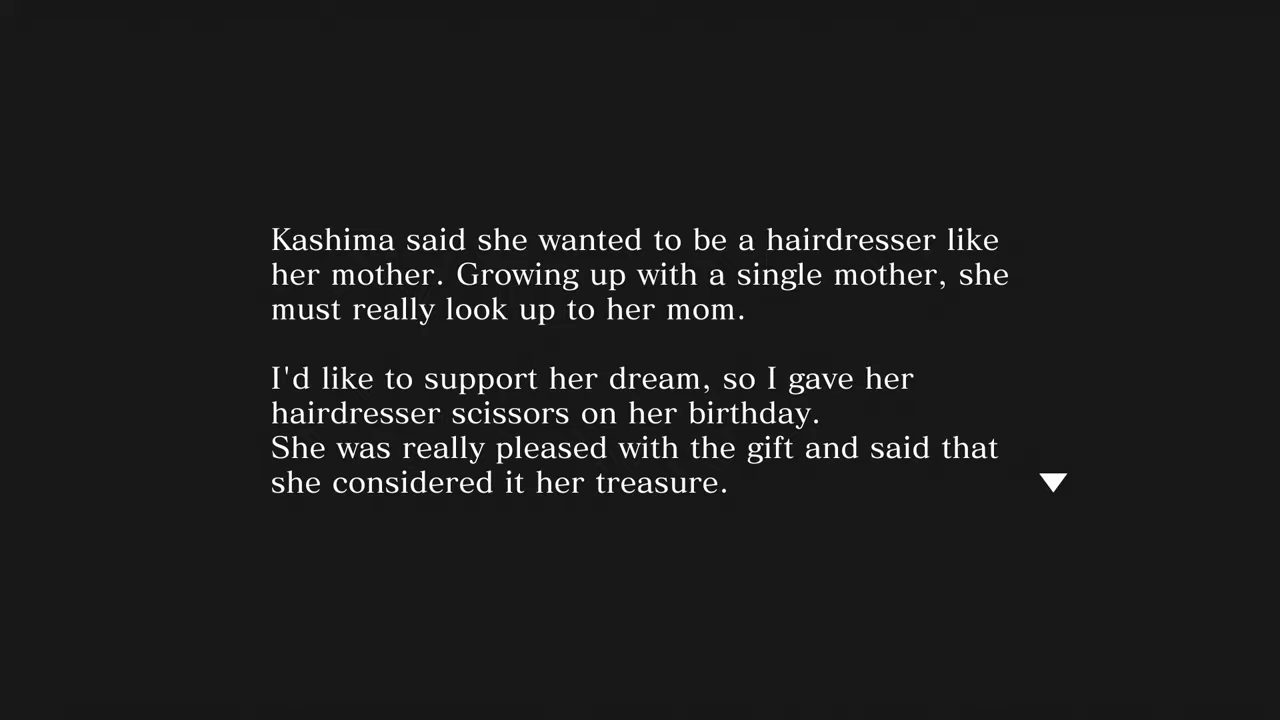 Kashima said she wanted to be a hairdresser like
her mother. Growing up with a single mother, she
must really look up to her mom.
I'd like to support her dream, so I gave her
hairdresser scissors on her birthday.
She was really pleased with the gift and said that
she considered it her treasure.